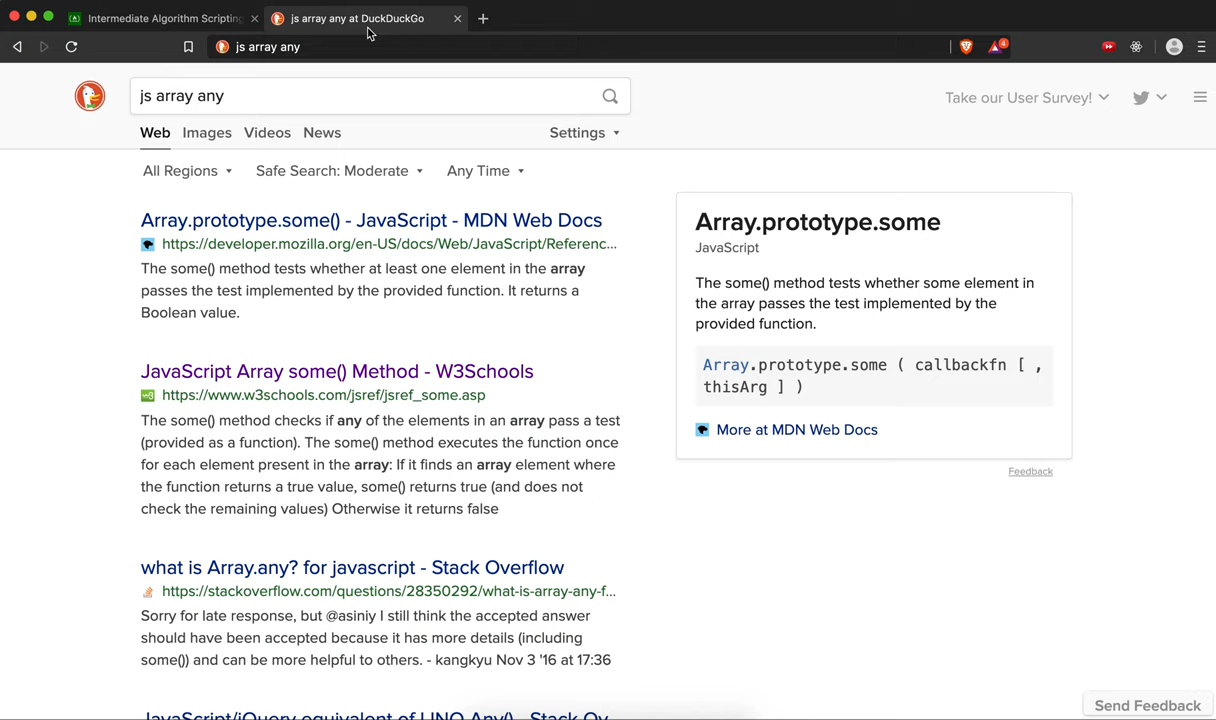 Intermediate Algorithm Scripting
js array any at DuckDuckGo
js array any
4
js array any
Take our User Survey!
Web Images Videos News Settings
All Regions Safe Search: Moderate Any Time
Array.prototype.some() - JavaScript - MDN Web Docs
https://developer.mozilla.org/en-US/docs/Web/JavaScript/Referenc...
The some() method tests whether at least one element in the array
passes the test implemented by the provided function. It returns a
Boolean value.
JavaScript Array some() Method - W3Schools
https://www.w3schools.com/jsref/jsref_some.asp
The some() method checks if any of the elements in an array pass a test
(provided as a function). The some() method executes the function once
for each element present in the array: If it finds an array element where
the function returns a true value, some() returns true (and does not
check the remaining values) Otherwise it returns false
what is Array.any? for javascript - Stack Overflow
https://stackoverflow.com/questions/28350292/what-is-array-any-f...
Sorry for late response, but @asiniy I still think the accepted answer
should have been accepted because it has more details (including
some()) and can be more helpful to others. - kangkyu Nov 3 '16 at 17:36
JavaScript/jQuery equivalent of LINQ Any() - Stack Ov
Array.prototype.some
JavaScript
The some() method tests whether some element in
the array passes the test implemented by the
provided function.
Array.prototype.some ( callbackfn [ ,
thisArg ] )
More at MDN Web Docs
Feedback
Send Feedback